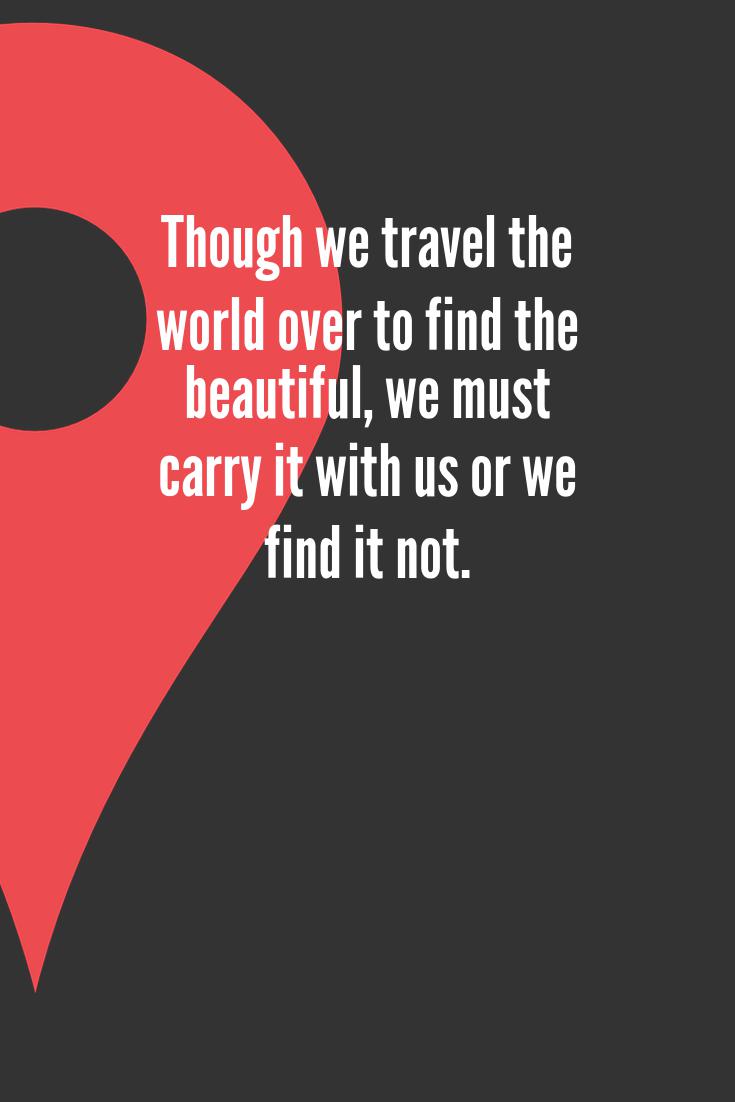 Though we travel the
world over to find the
beautiful, we must
carry it with us or we
find it not.